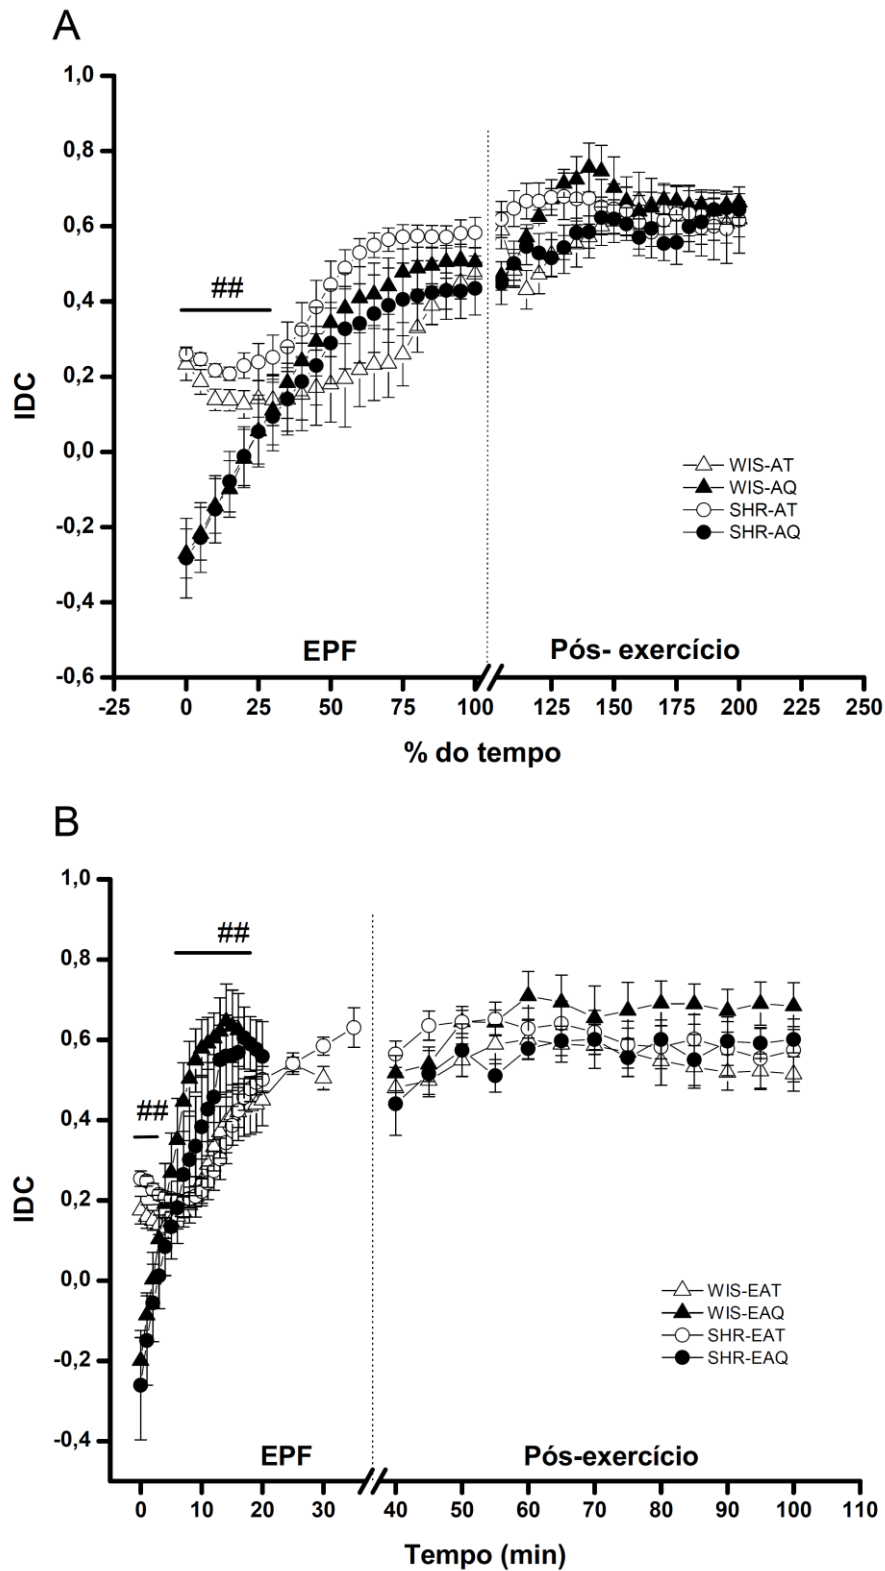 A
1,0
0,8
0,6
0,4
0,2
0,0
-0,2
-0,4
-0,6
IDC
##
WIS-AT
WIS-AQ
SHR-AT
SHR-AQ
EPF
Pós- exercício
-25 0 25 50 75 100 125 150 175 200 225 250
% do tempo
B
1,0
0,8
0,6
0,4
0,2
0,0
-0,2
-0,4
IDC
##
##
WIS-EAT
WIS-EAQ
SHR-EAT
SHR-EAQ
EPF
Pós-exercício
0 10 20 30 40 50 60 70 80 90 100 110
Tempo (min)